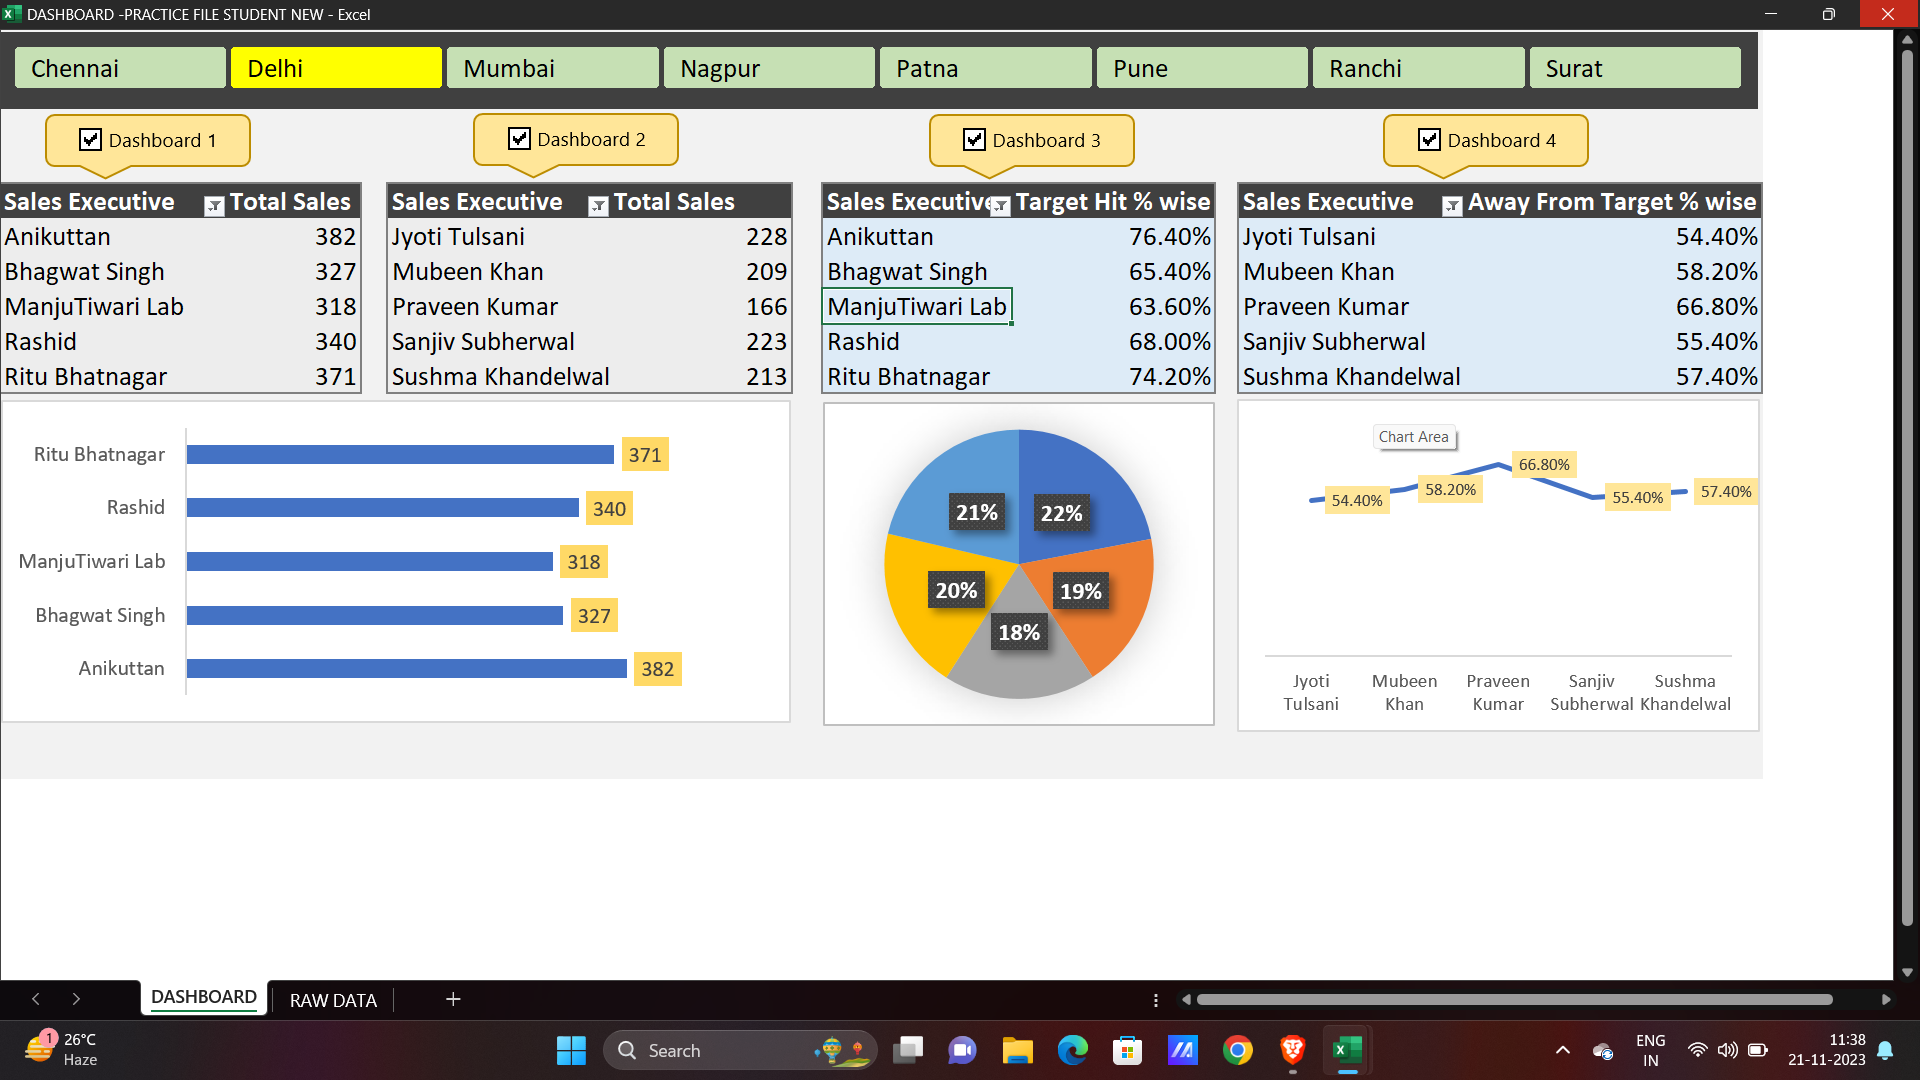 DASHBOARD -PRACTICE FILE STUDENT NEW - Excel
Chennai Delhi Mumbai Nagpur Patna Pune Ranchi Surat
Dashboard 1 Dashboard 2 Dashboard 3 Dashboard 4
Sales Executive Total Sales Sales Executive Total Sales Sales Executive Target Hit % wise Sales Executive Away From Target % wise
Anikuttan 382 Jyoti Tulsani 228 Anikuttan 76.40% Jyoti Tulsani 54.40%
Bhagwat Singh 327 Mubeen Khan 209 Bhagwat Singh 65.40% Mubeen Khan 58.20%
ManjuTiwari Lab 318 Praveen Kumar 166 ManjuTiwari Lab 63.60% Praveen Kumar 66.80%
Rashid 340 Sanjiv Subherwal 223 Rashid 68.00% Sanjiv Subherwal 55.40%
Ritu Bhatnagar 371 Sushma Khandelwal 213 Ritu Bhatnagar 74.20% Sushma Khandelwal 57.40%
Ritu Bhatnagar 371
Rashid 340
ManjuTiwari Lab 318
Bhagwat Singh 327
Anikuttan 382
21% 22%
20% 19%
18%
Chart Area
54.40% 58.20% 66.80% 55.40% 57.40%
Jyoti Mubeen Praveen Sanjiv Sushma
Tulsani Khan Kumar Subherwal Khandelwal
DASHBOARD RAW DATA
1 26°C
Haze
Search
ENG
IN
11:38
21-11-2023